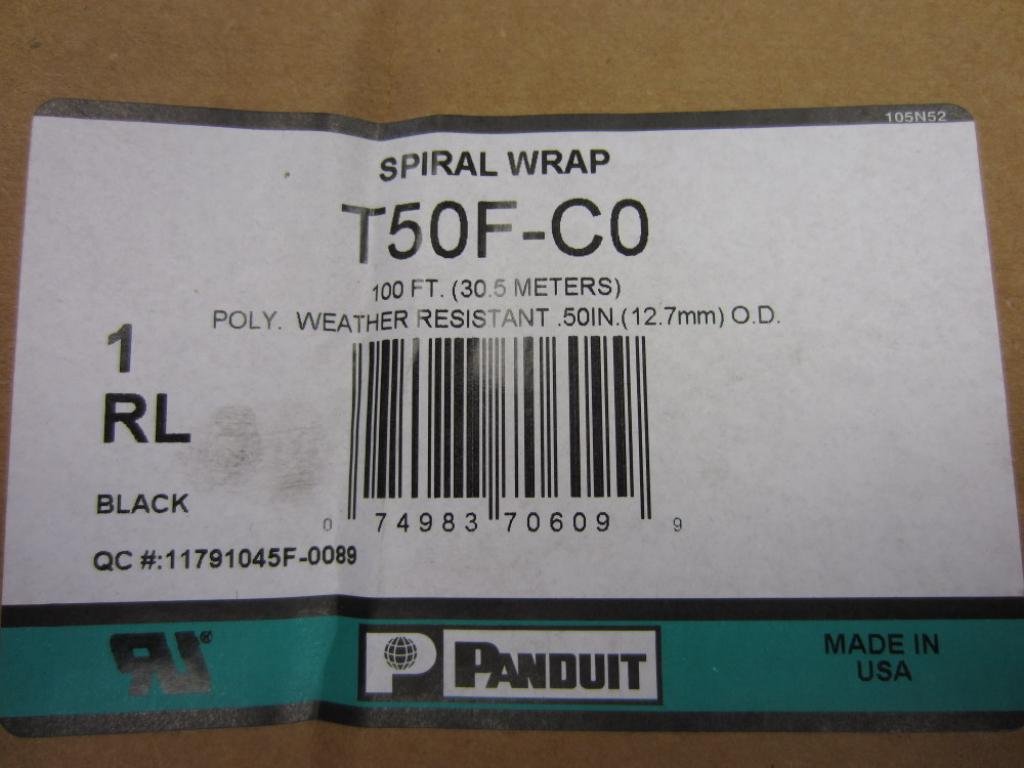 105N52
SPIRAL WRAP
T50F-C0
100 FT. (30.5 METERS)
POLY. WEATHER RESISTANT .50IN.(12.7mm) O.D.
1
RL
BLACK
0 74983 70609 9
QC #:11791045F-0089
RU®
P PANDUIT
MADE IN
USA